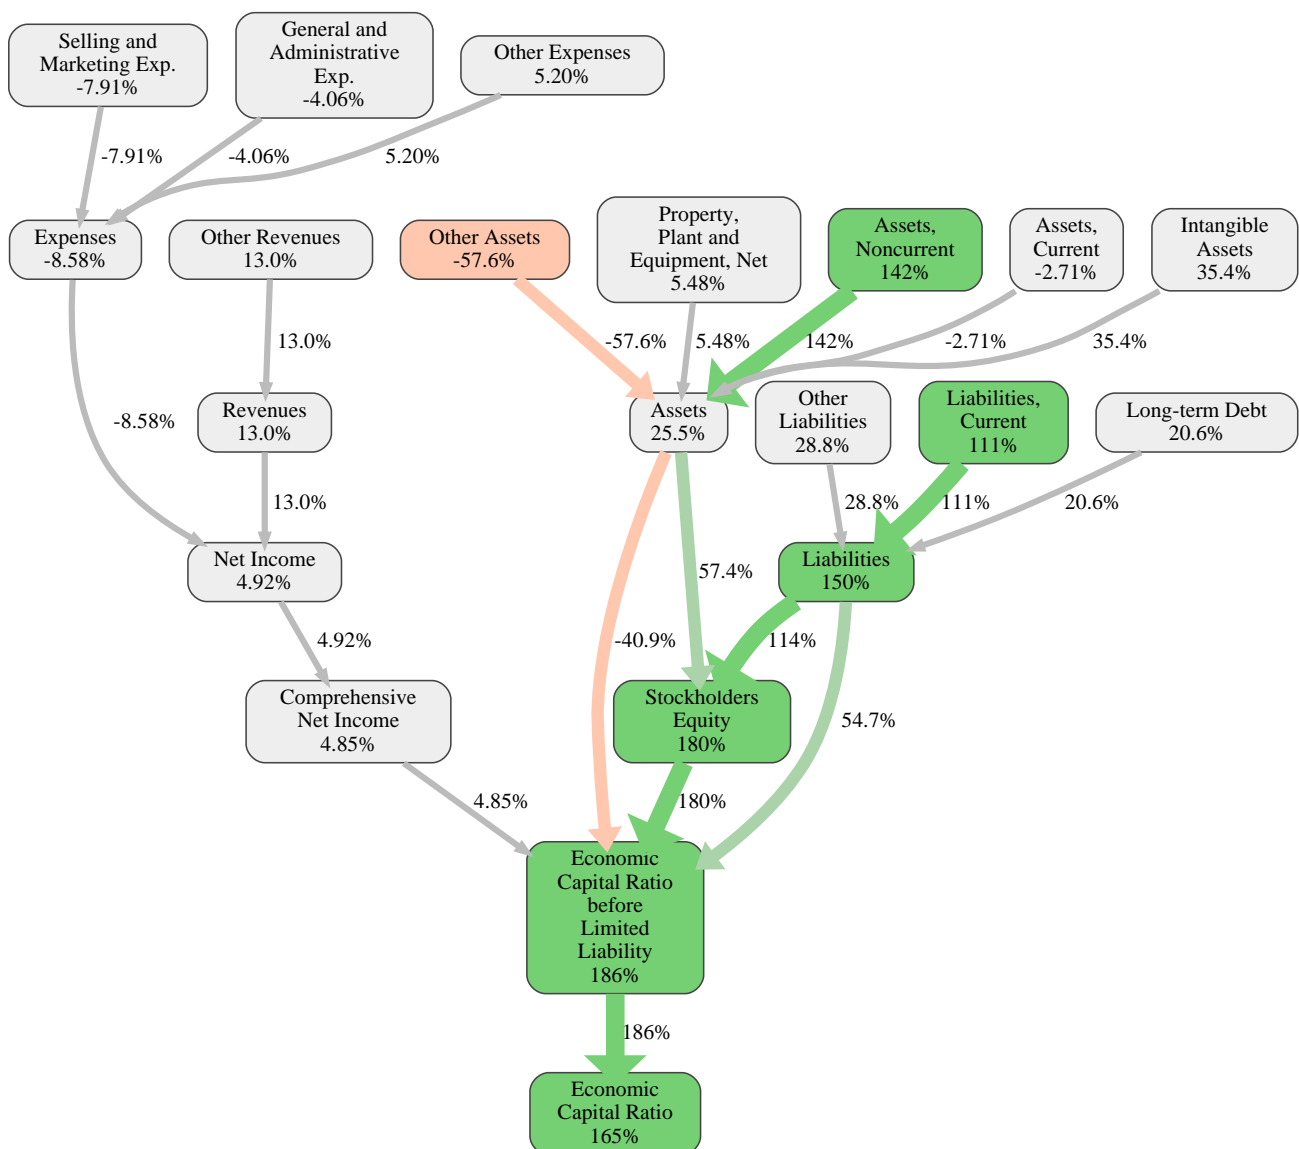 Selling and
Marketing Exp.
-7.91%
General and
Administrative
Exp.
-4.06%
Other Expenses
5.20%
-7.91%
-4.06%
5.20%
Expenses
-8.58%
Other Revenues
13.0%
Other Assets
-57.6%
Property,
Plant and
Equipment, Net
5.48%
Assets,
Noncurrent
142%
Assets,
Current
-2.71%
Intangible
Assets
35.4%
13.0%
-57.6%
5.48%
142%
-2.71%
35.4%
-8.58%
Revenues
13.0%
Assets
25.5%
Other
Liabilities
28.8%
Liabilities,
Current
111%
Long-term Debt
20.6%
13.0%
28.8%
111%
20.6%
Net Income
4.92%
57.4%
Liabilities
150%
4.92%
-40.9%
114%
Comprehensive
Net Income
4.85%
Stockholders
Equity
180%
54.7%
4.85%
180%
Economic
Capital Ratio
before
Limited
Liability
186%
186%
Economic
Capital Ratio
165%